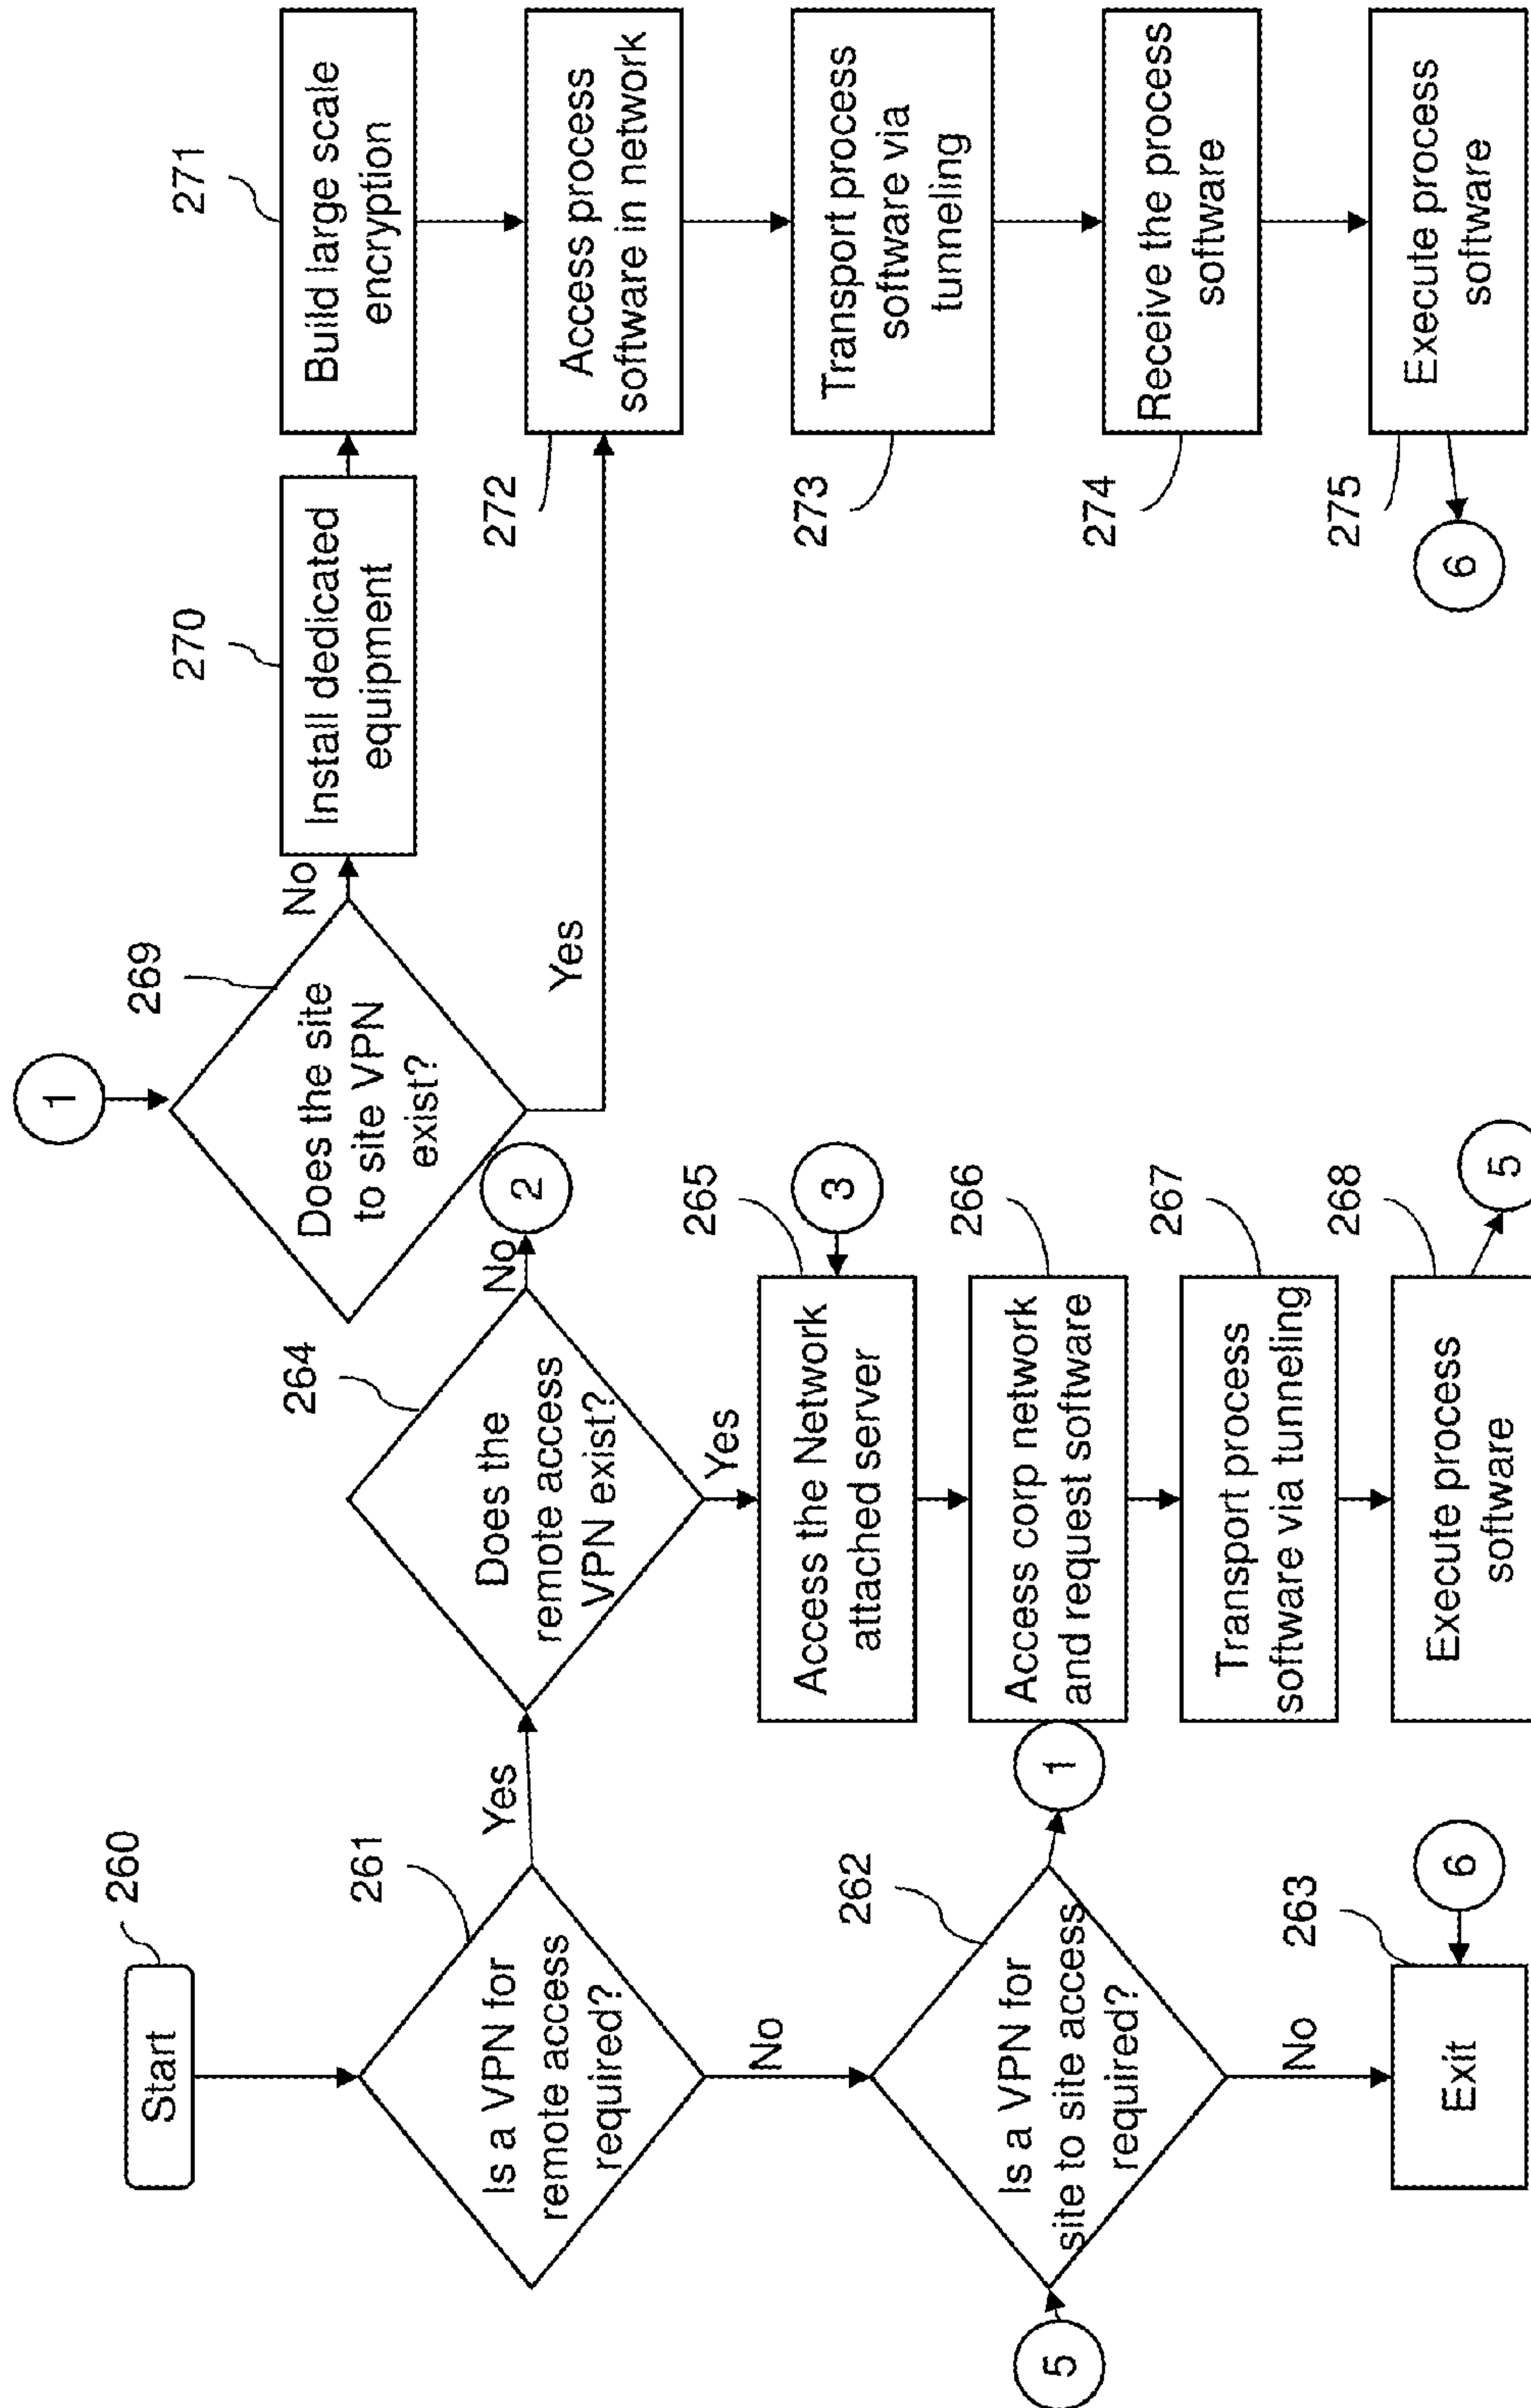 260
Start
261
Is a VPN for
remote access
required?
Yes
No
262
Is a VPN for
site to site access
required?
5
1
No
263
Exit
6
264
Does the
remote access
VPN exist?
No
2
Yes
265
Access the Network
attached server
3
266
Access corp network
and request software
267
Transport process
software via tunneling
268
Execute process
software
5
1
269
Does the site
to site VPN
exist?
No
Yes
270
Install dedicated
equipment
271
Build large scale
encryption
272
Access process
software in network
273
Transport process
software via
tunneling
274
Receive the process
software
275
Execute process
software
6